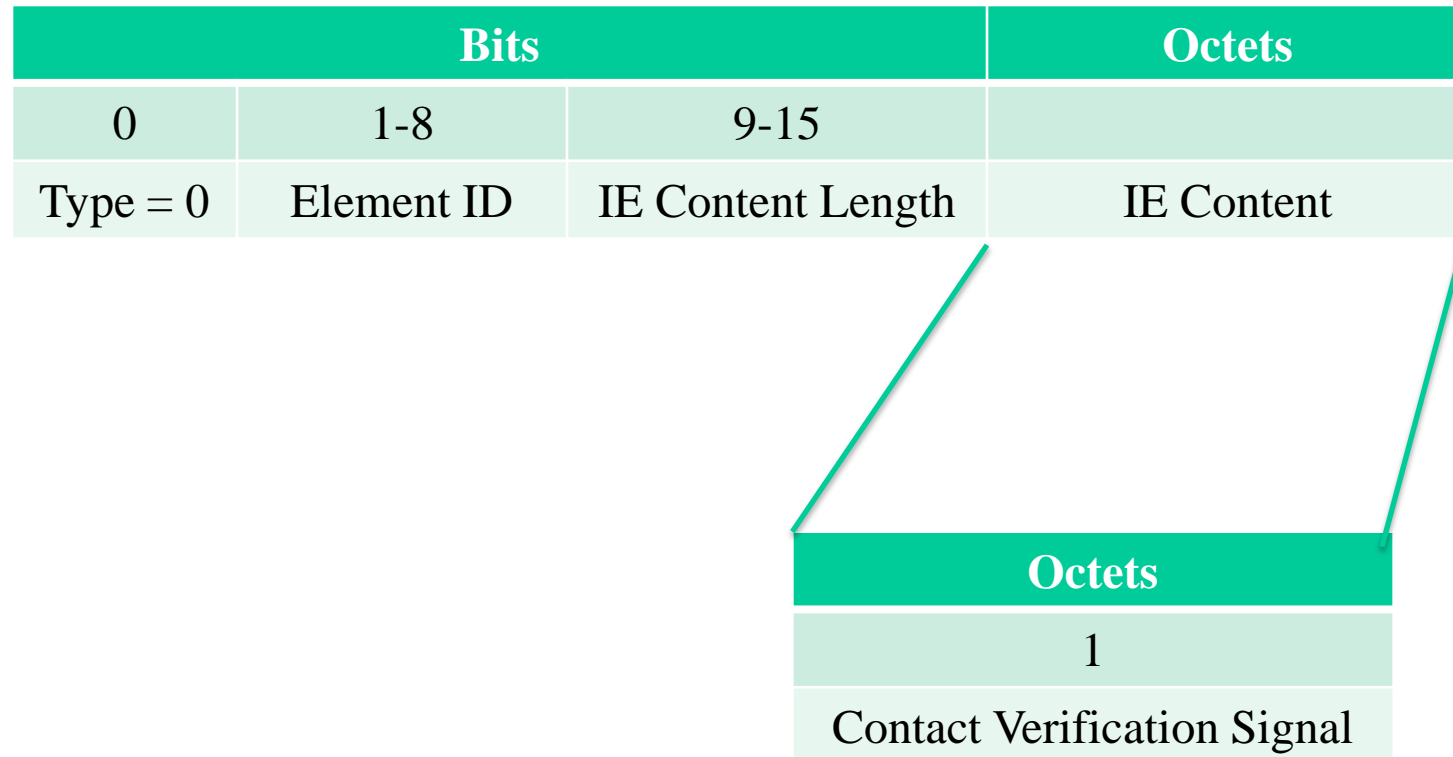 Bits Octets
0 1-8 9-15
Type = 0 Element ID IE Content Length IE Content
Octets
1
Contact Verification Signal